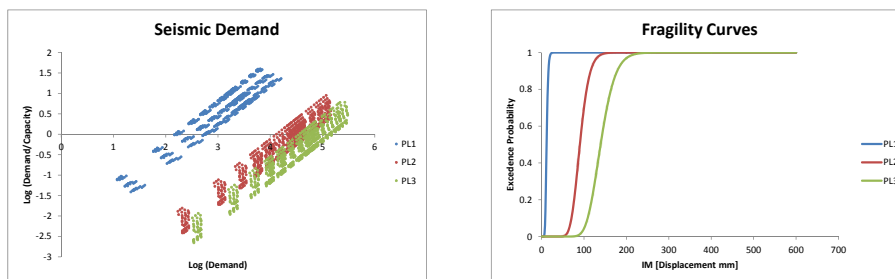 Seismic Demand
2
1.5
1
0.5
0
-0.5
-1
-1.5
-2
-2.5
-3
0 1 2 3 4 5 6
Log (Demand/Capacity)
Log (Demand)
PL1
PL2
PL3
Fragility Curves
1
0.8
0.6
0.4
0.2
0
0 100 200 300 400 500 600 700
Excedence Probability
IM [Displacement mm]
PL1
PL2
PL3